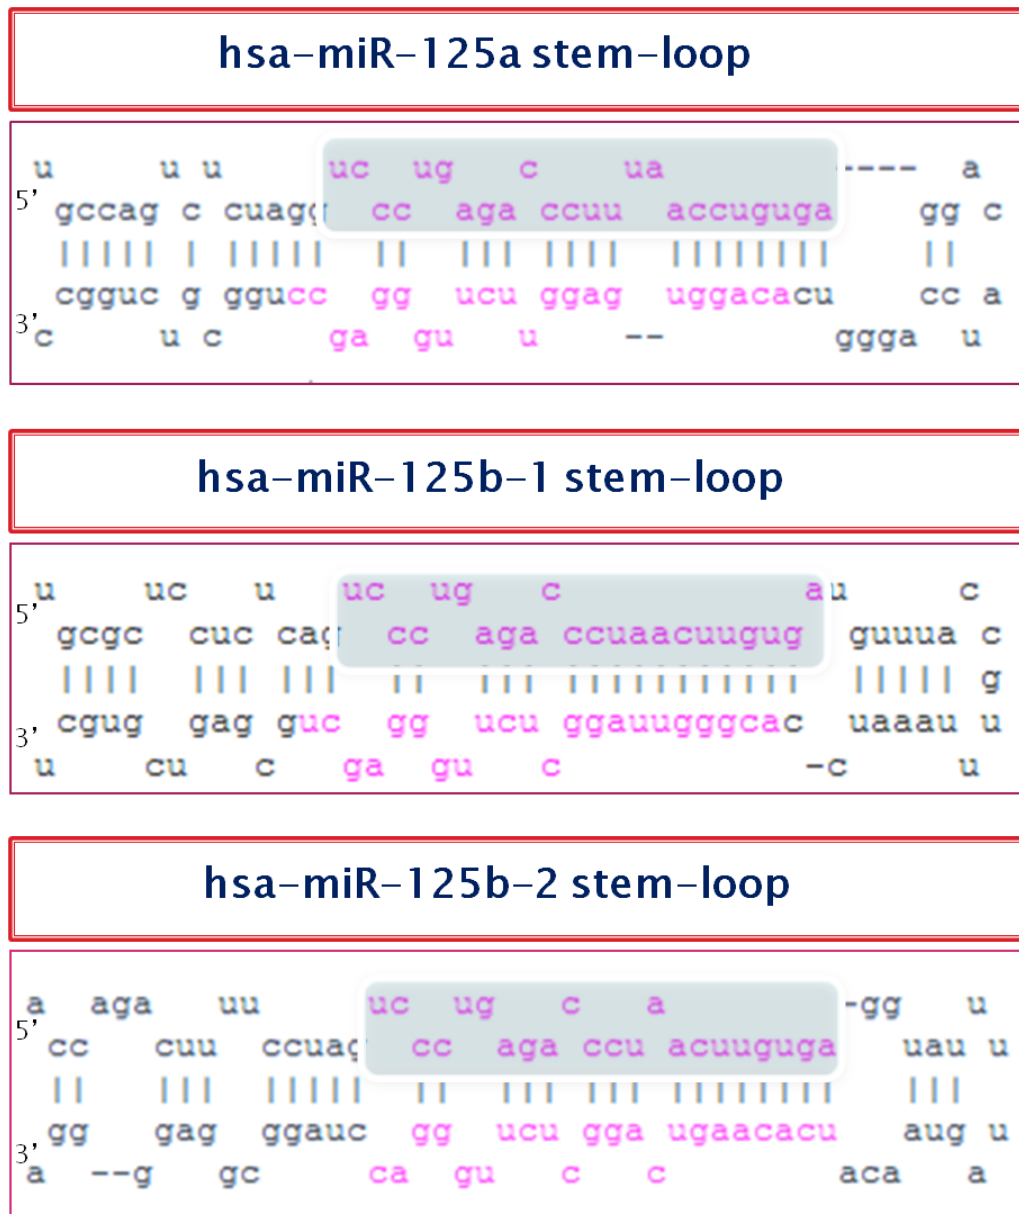 hsa-miR-125a stem-loop
u u u uc ug c ua ---- a
5’
gccag c cuagg cc aga ccuu accuguga gg c
||||| | ||||| || ||| |||| |||||||| ||
cgguc g ggucc gg ucu ggag uggacacu cc a
3’
c u c ga gu u -- ggga u
hsa-miR-125b-1 stem-loop
u uc u uc ug c au c
5’
gcgc cuc cag cc aga ccuaacuugug guuua c
|||| ||| ||| || ||| ||||||||||| ||||| g
cgug gag guc gg ucu ggauugggcac uaaau u
3’
u cu c ga gu c -c u
hsa-miR-125b-2 stem-loop
a aga uu uc ug c a -gg u
5’
cc cuu ccuag cc aga ccu acuuguga uau u
|| ||| ||||| || ||| ||| |||||||| |||
gg gag ggauc gg ucu gga ugaacacu aug u
3’
a --g gc ca gu c c aca a